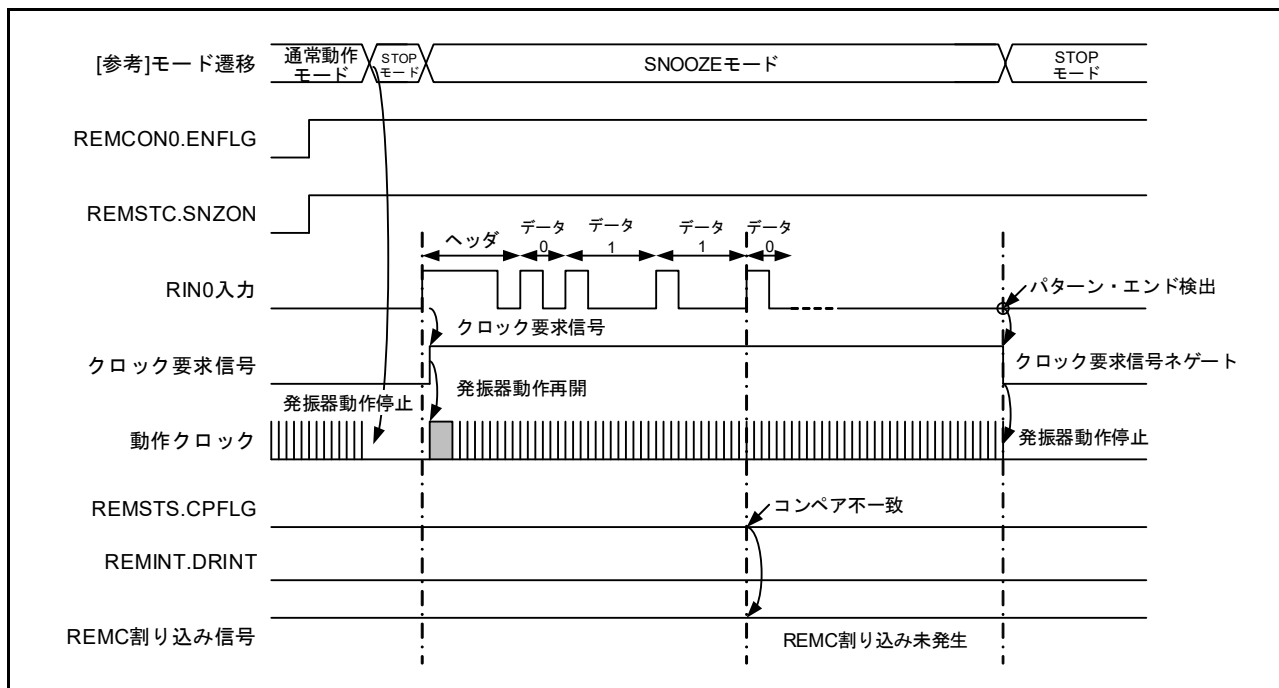 [参考]モード遷移
通常動作
モード
STOP
モード
SNOOZEモード
STOP
モード
REMCON0.ENFLG
REMSTC.SNZON
ヘッダ
データ
0
データ
1
データ
1
データ
0
RIN0入力
パターン・エンド検出
クロック要求信号
クロック要求信号
クロック要求信号ネゲート
発振器動作再開
発振器動作停止
動作クロック
発振器動作停止
REMSTS.CPFLG
コンペア不一致
REMINT.DRINT
REMC割り込み信号
REMC割り込み未発生